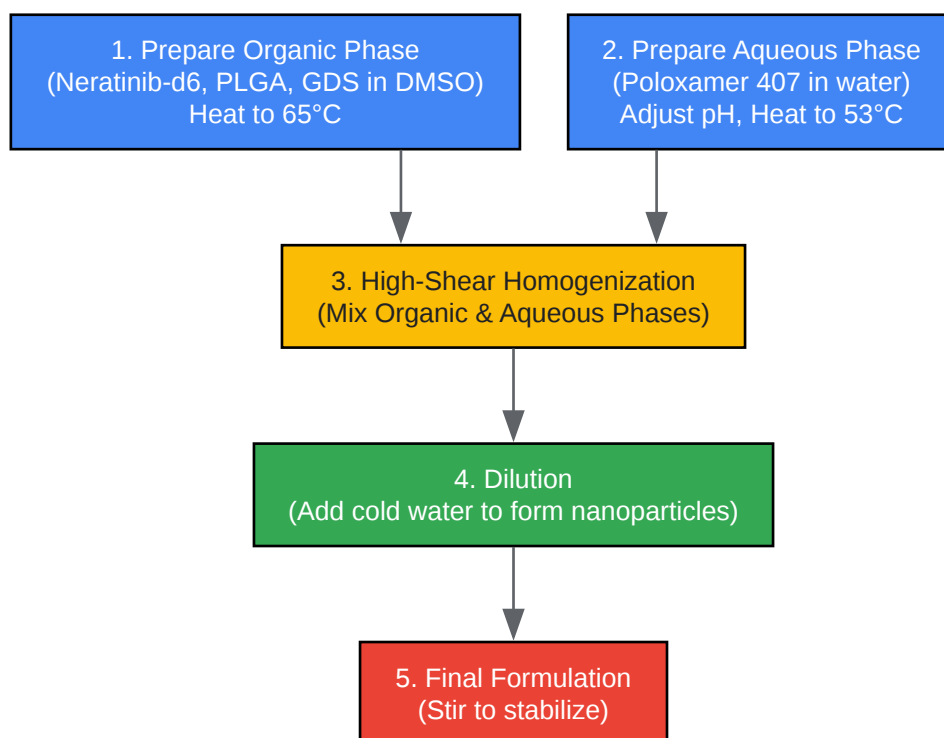 1. Prepare Organic Phase
(Neratinib-d6, PLGA, GDS in DMSO)
Heat to 65°C
2. Prepare Aqueous Phase
(Poloxamer 407 in water)
Adjust pH, Heat to 53°C
3. High-Shear Homogenization
(Mix Organic & Aqueous Phases)
4. Dilution
(Add cold water to form nanoparticles)
5. Final Formulation
(Stir to stabilize)